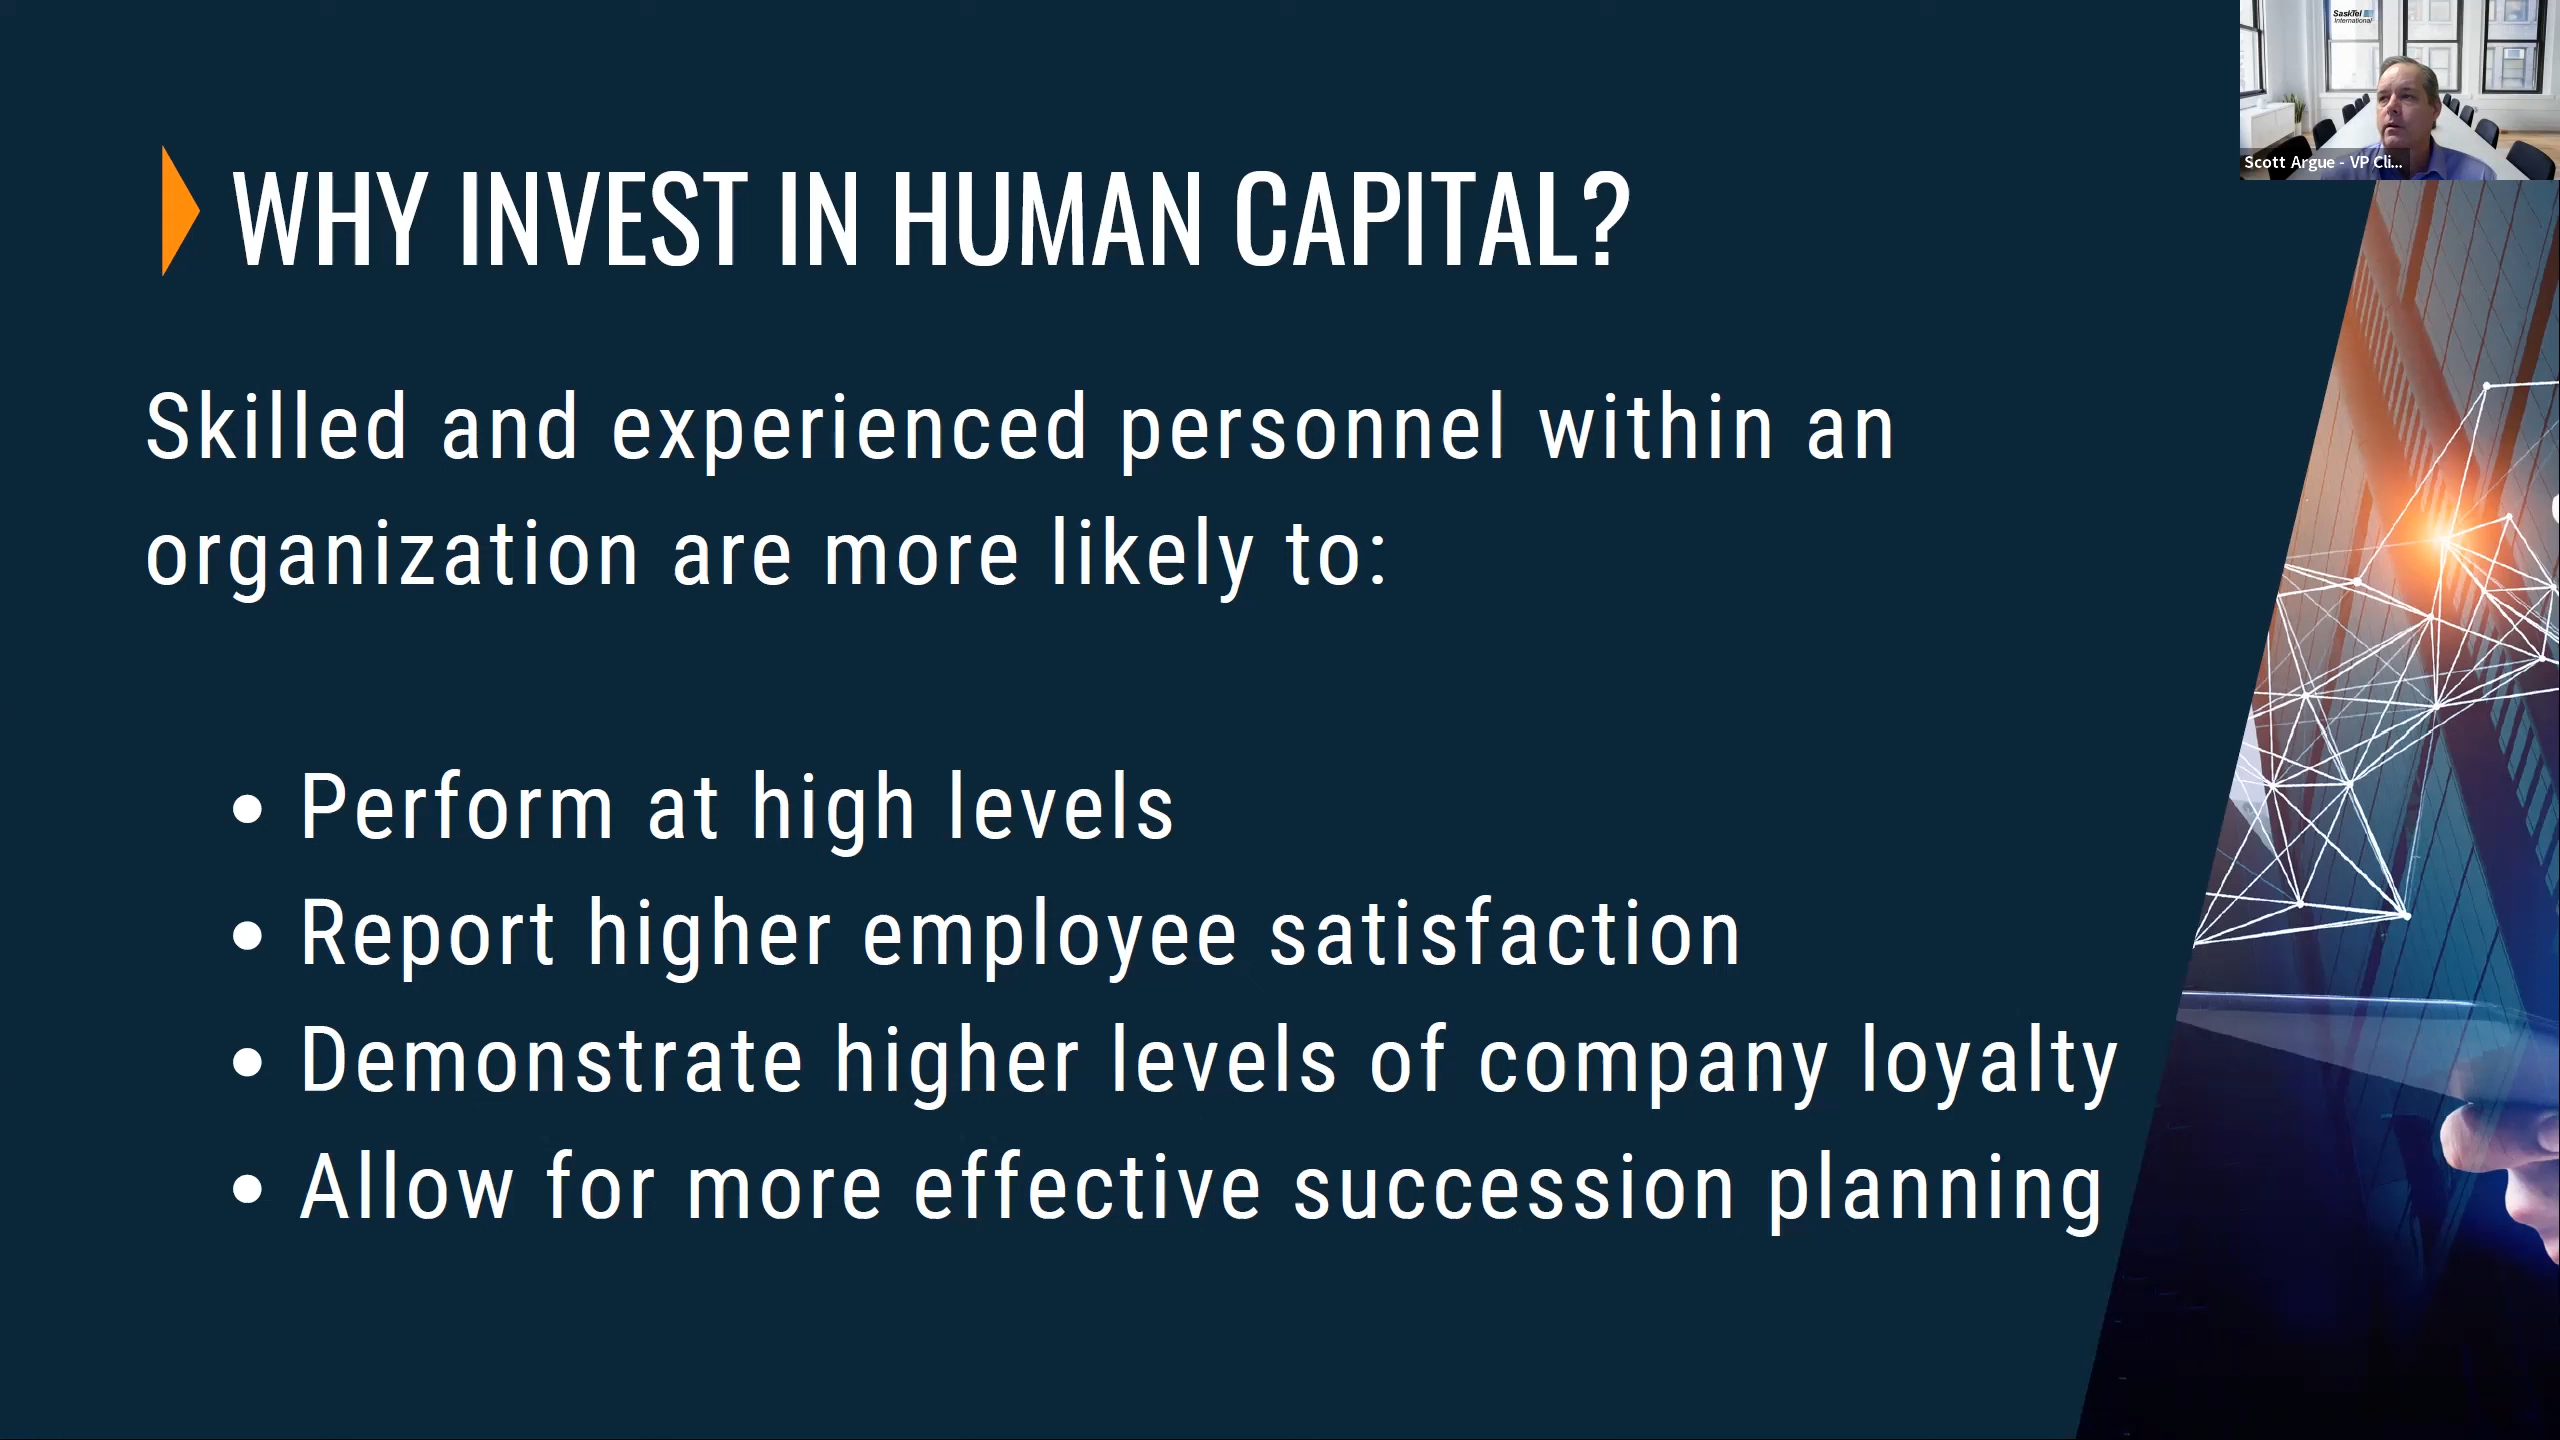 SaskTel
International
Scott Argue - VP Cli...
WHY INVEST IN HUMAN CAPITAL?
Skilled and experienced personnel within an
organization are more likely to:
• Perform at high levels
• Report higher employee satisfaction
• Demonstrate higher levels of company loyalty
• Allow for more effective succession planning